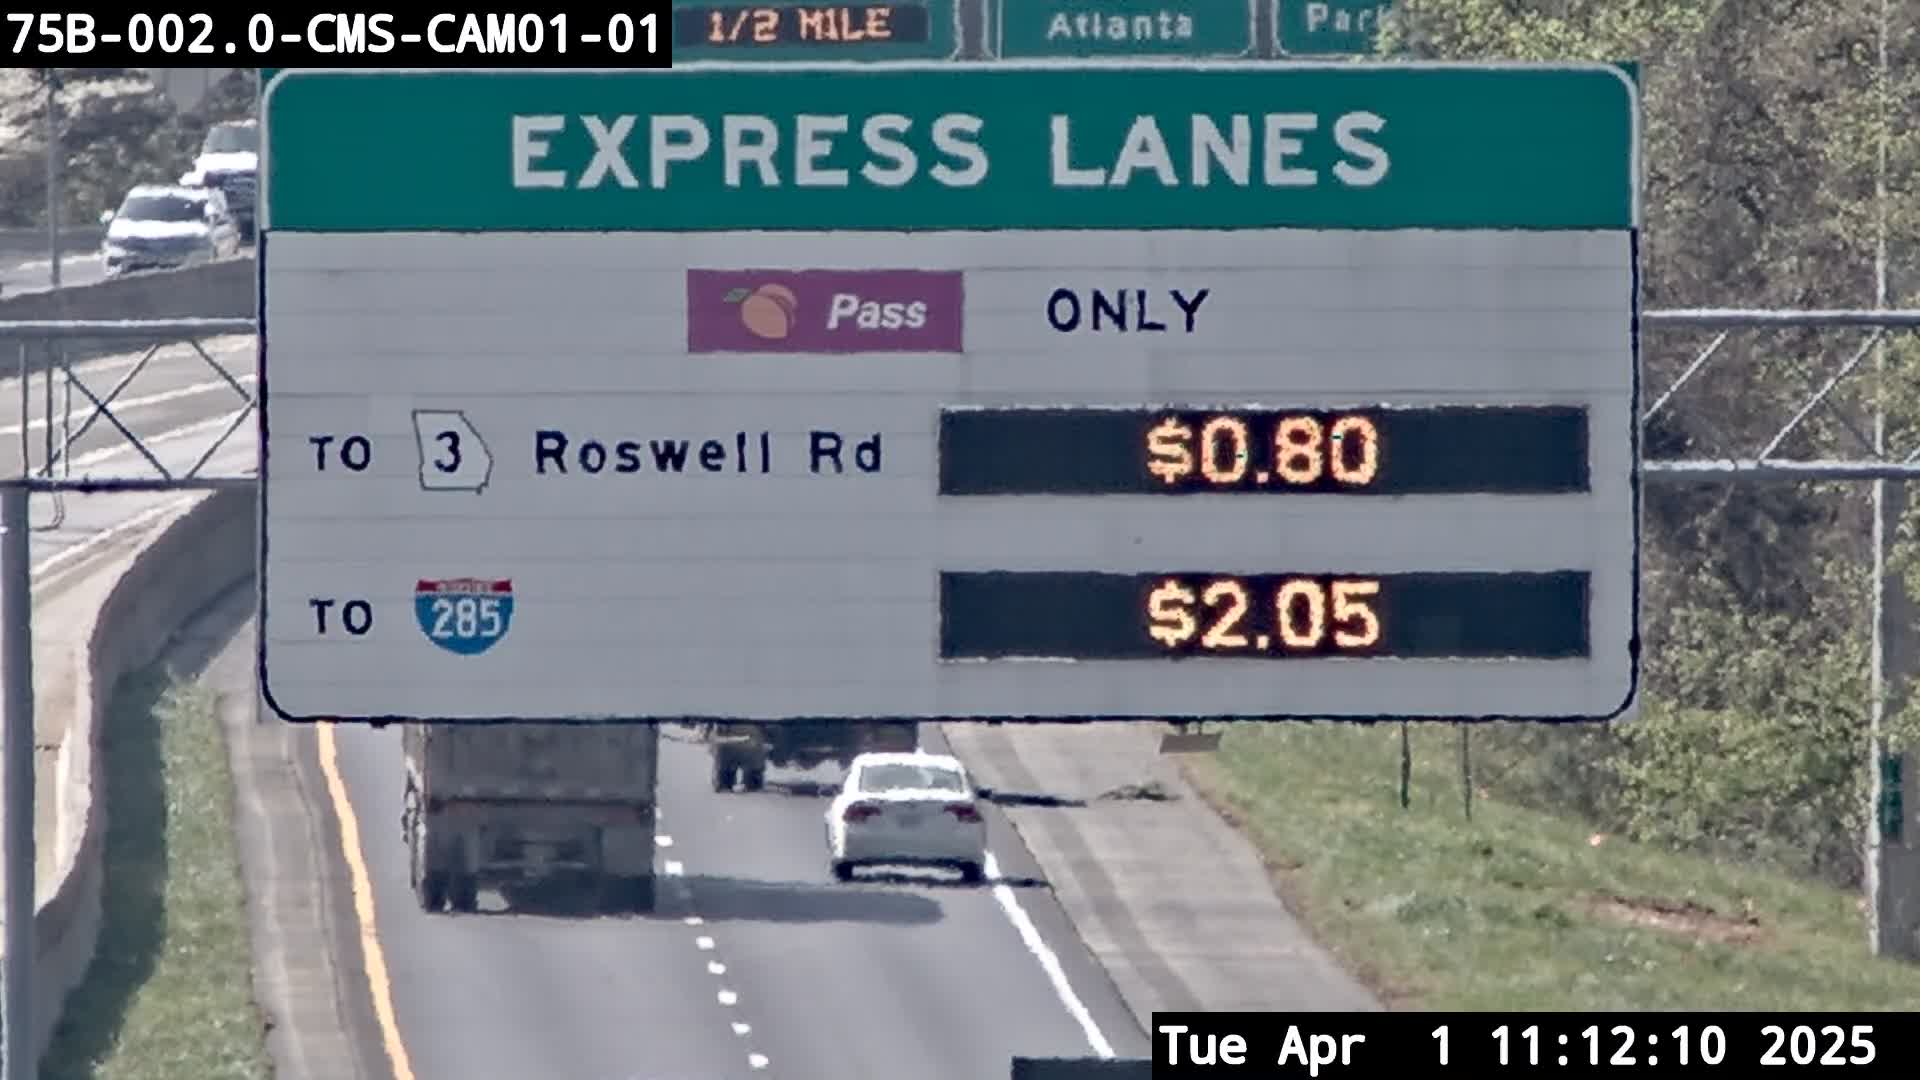 75B-002.0-CMS-CAM01-01
1/2 MILE
Atlanta
EXPRESS LANES
Pass ONLY
TO 3 Roswell Rd $0.80
TO 285 $2.05
Tue Apr 1 11:12:10 2025